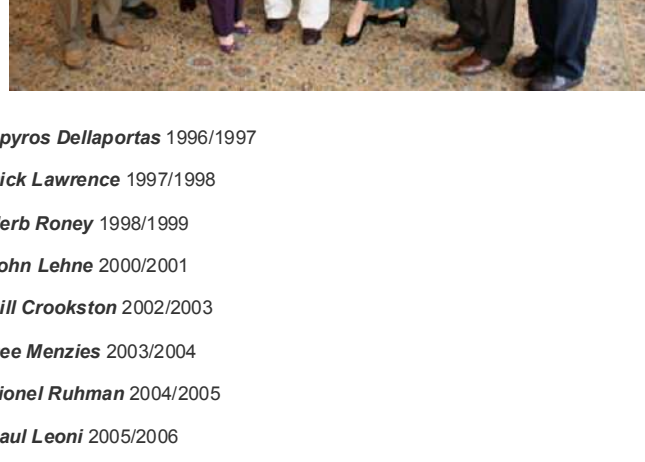 pyros Dellaportas 1996/1997
ick Lawrence 1997/1998
erb Roney 1998/1999
ohn Lehne 2000/2001
ill Crookston 2002/2003
ee Menzies 2003/2004
ionel Ruhman 2004/2005
aul Leoni 2005/2006